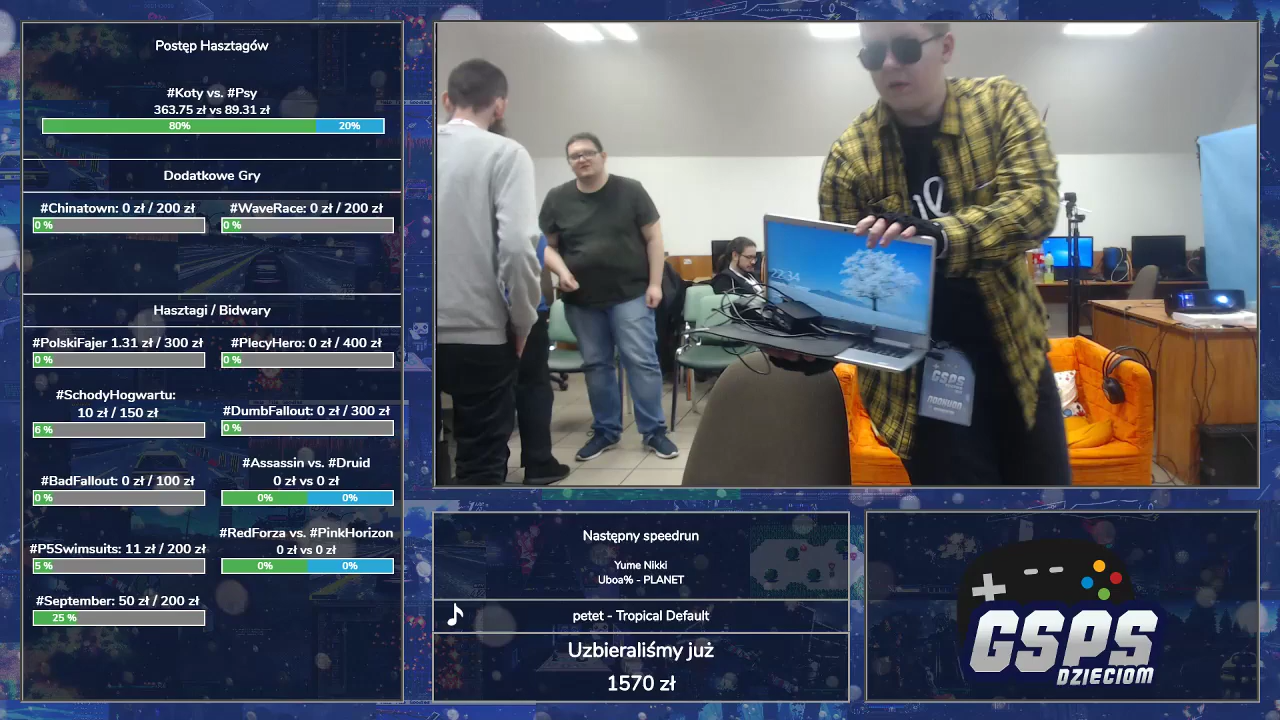 Postęp Hasztagów
#Koty vs. #Psy
363.75 zł vs 89.31 zł
80%
20%
Dodatkowe Gry
#Chinatown: 0 zł / 200 zł
0 %
#WaveRace: 0 zł / 200 zł
0 %
Hasztagi / Bidwary
#PolskiFajer 1.31 zł / 300 zł
0 %
#PlecyHero: 0 zł / 400 zł
0 %
#SchodyHogwartu:
10 zł / 150 zł
6 %
#DumbFallout: 0 zł / 300 zł
0 %
#BadFallout: 0 zł / 100 zł
0 %
#Assassin vs. #Druid
0 zł vs 0 zł
0%
0%
#P5Swimsuits: 11 zł / 200 zł
5 %
#RedForza vs. #PinkHorizon
0 zł vs 0 zł
0%
0%
#September: 50 zł / 200 zł
25 %
22:34
GSPS
Następny speedrun
Yume Nikki
Uboa% - PLANET
petet - Tropical Default
Uzbieraliśmy już
1570 zł
GSPS
DZIECIOM